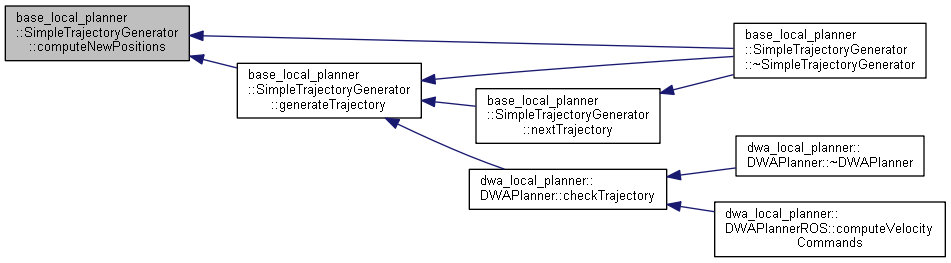 base_local_planner
::SimpleTrajectoryGenerator
::computeNewPositions
base_local_planner
::SimpleTrajectoryGenerator
::generateTrajectory
base_local_planner
::SimpleTrajectoryGenerator
::~SimpleTrajectoryGenerator
base_local_planner
::SimpleTrajectoryGenerator
::nextTrajectory
dwa_local_planner::
DWAPlanner::checkTrajectory
dwa_local_planner::
DWAPlanner::~DWAPlanner
dwa_local_planner::
DWAPlannerROS::computeVelocity
Commands